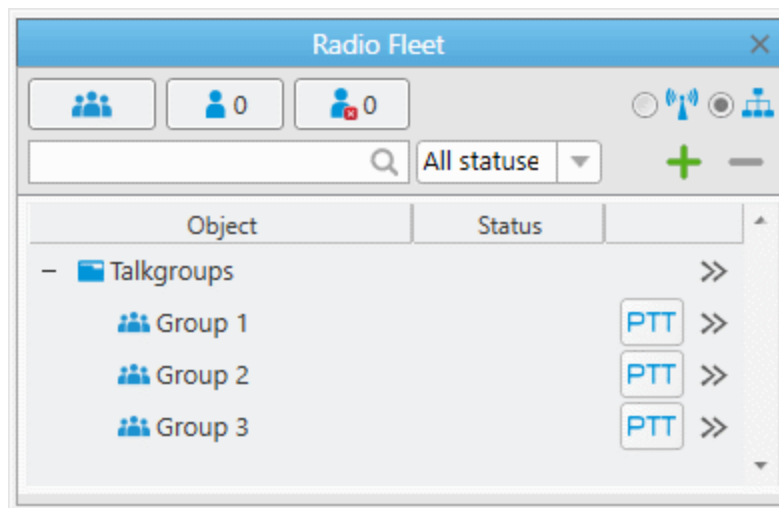 Radio Fleet
0
0
All statuse
Object Status
Talkgroups
Group 1 PTT
Group 2 PTT
Group 3 PTT